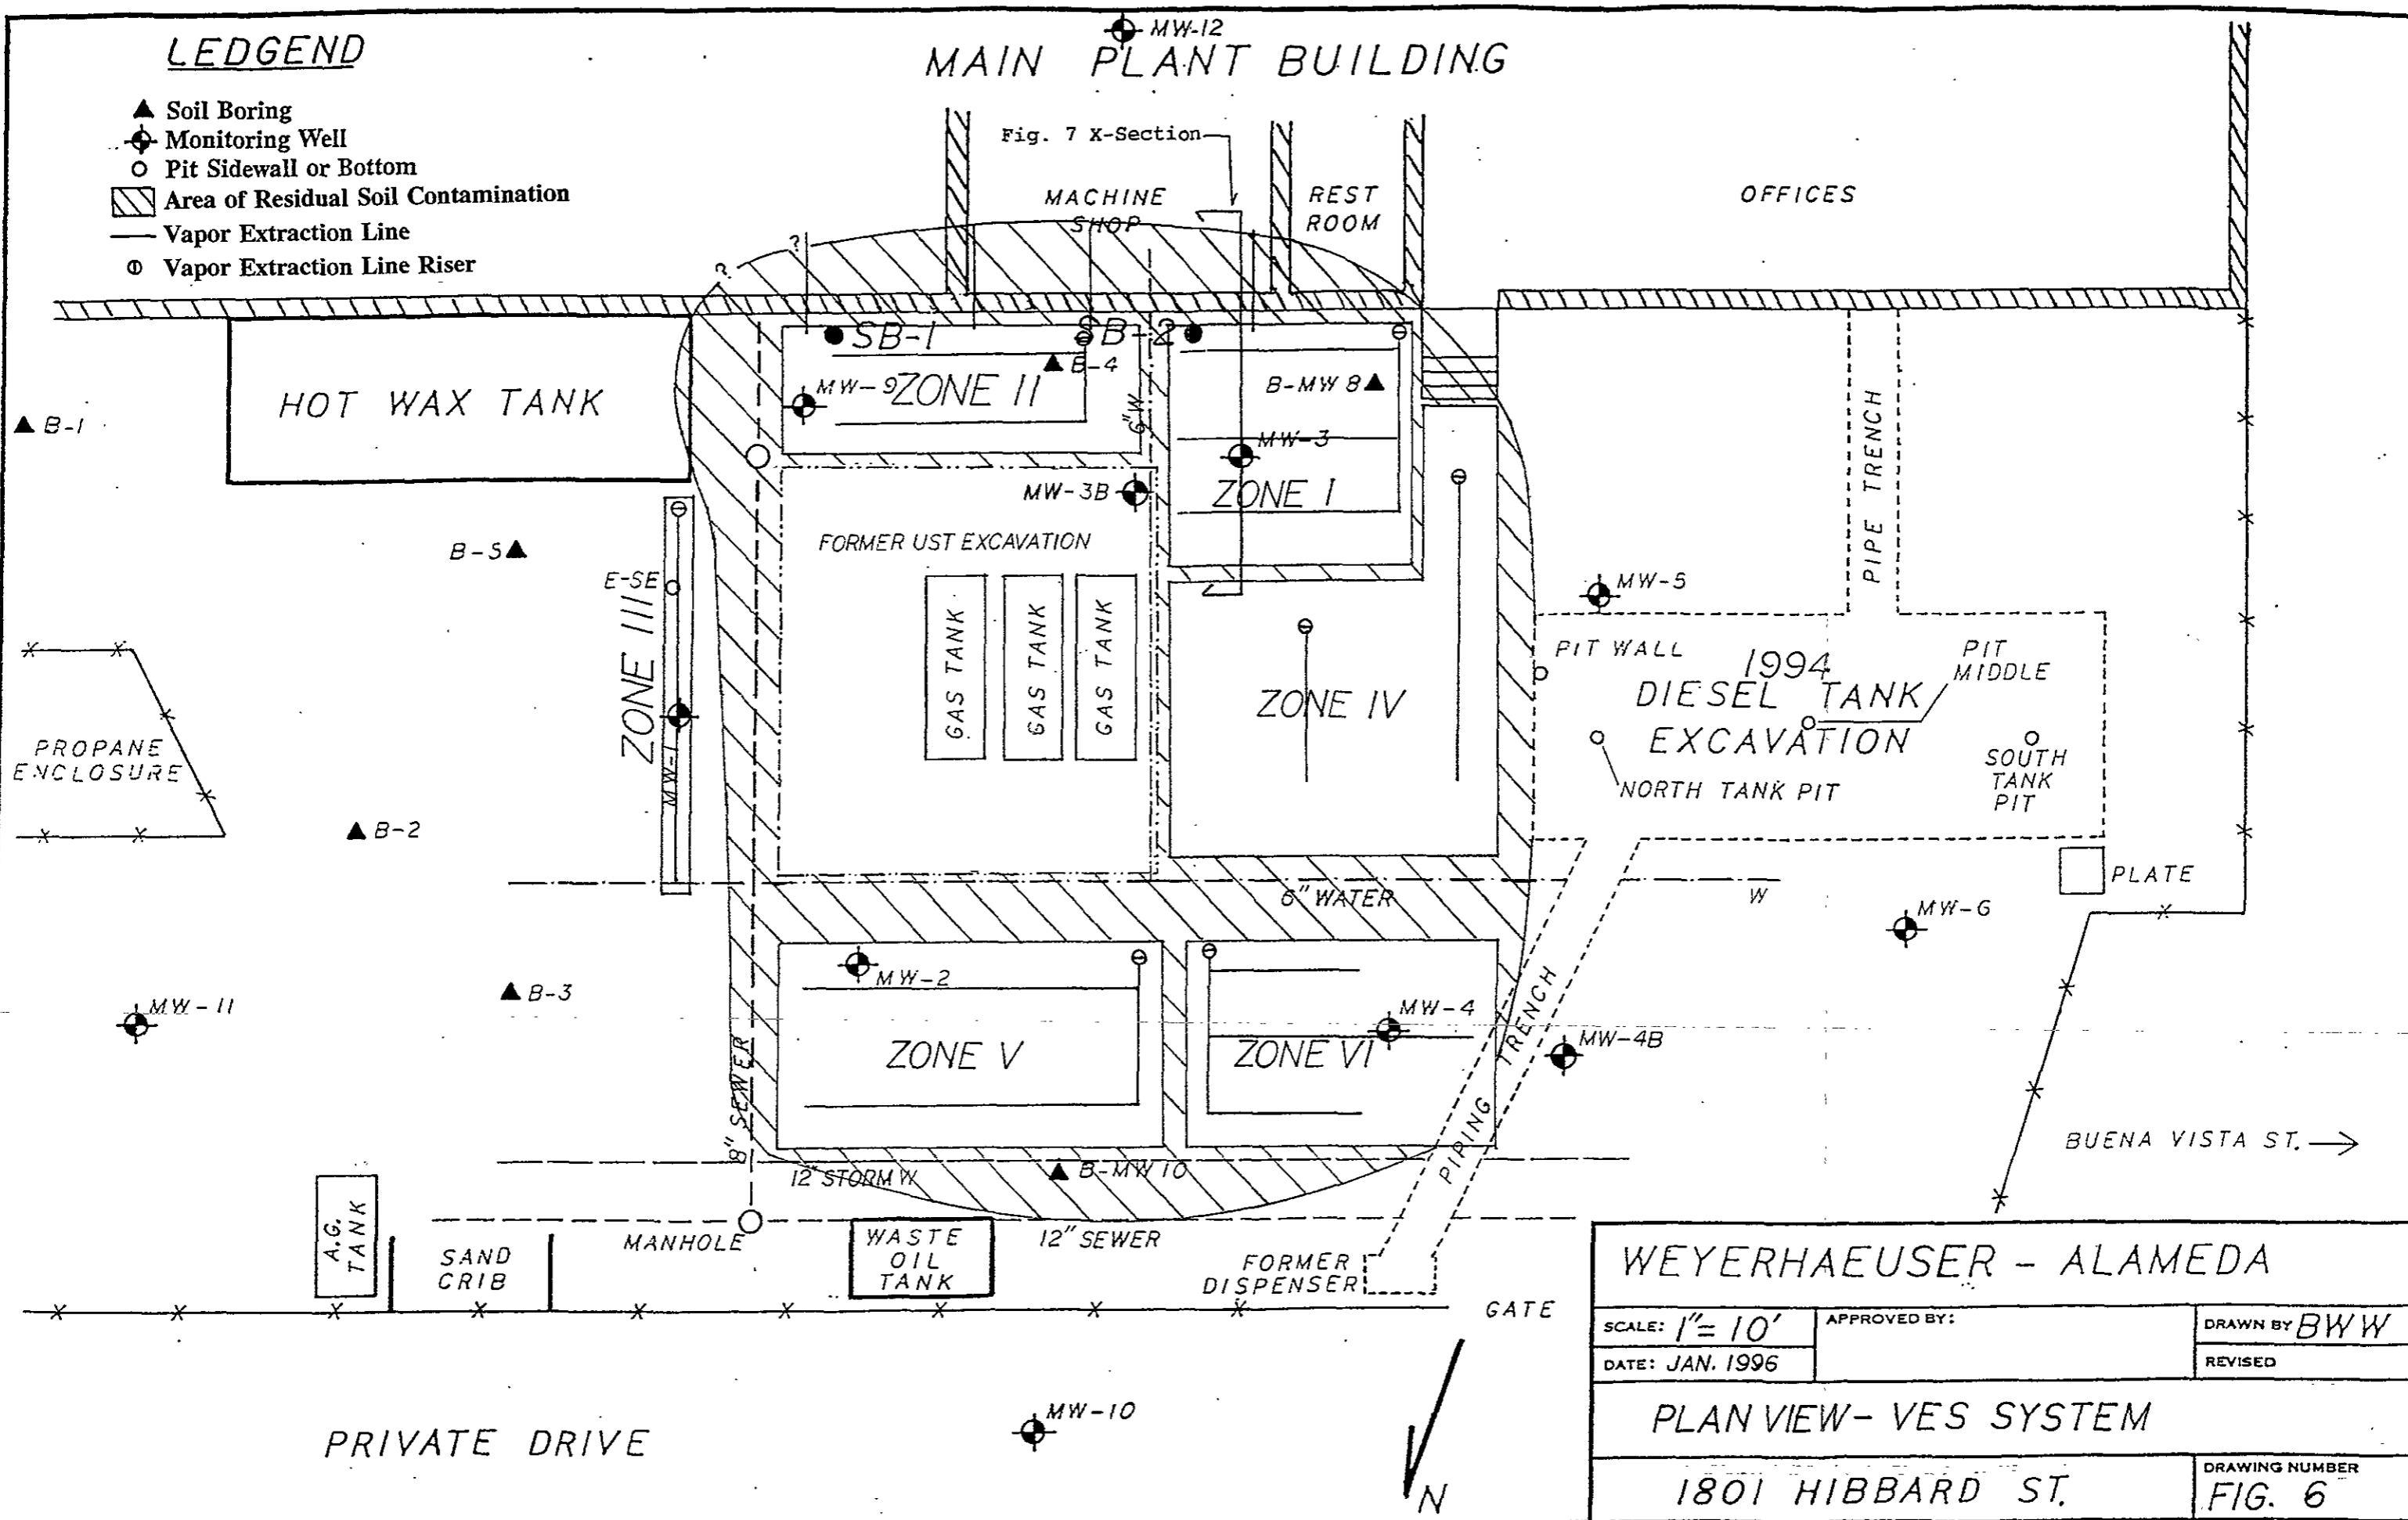 LEDGEND
Soil Boring
Monitoring Well
Pit Sidewall or Bottom
Area of Residual Soil Contamination
Vapor Extraction Line
Vapor Extraction Line Riser
MW-12
MAIN PLANT BUILDING
Fig. 7 X-Section
MACHINE
SHOP
REST
ROOM
OFFICES
?
?
SB-1
SB-2
B-4
MW-9
ZONE II
6"W
B-MW 8
MW-3
ZONE I
HOT WAX TANK
B-1
MW-3B
FORMER UST EXCAVATION
B-5
E-SE
ZONE III
MW-1
GAS TANK
GAS TANK
GAS TANK
ZONE IV
PIPE TRENCH
MW-5
PIT WALL
1994
DIESEL TANK
EXCAVATION
PIT
MIDDLE
NORTH TANK PIT
SOUTH
TANK
PIT
X
X
X
X
X
X
PROPANE
ENCLOSURE
B-2
6" WATER
W
PLATE
MW-6
MW-2
B-3
MW-11
ZONE V
MW-4
ZONE VI
MW-4B
PIPING TRENCH
8" SEWER
BUENA VISTA ST.
12" STORM W
B-MW 10
A.G.
TANK
SAND
CRIB
MANHOLE
WASTE
OIL
TANK
12" SEWER
FORMER
DISPENSER
GATE
MW-10
PRIVATE DRIVE
N
WEYERHAEUSER - ALAMEDA
SCALE: 1"= 10'
APPROVED BY:
DRAWN BY BWW
DATE: JAN. 1996
REVISED
PLAN VIEW- VES SYSTEM
1801 HIBBARD ST.
DRAWING NUMBER
FIG. 6